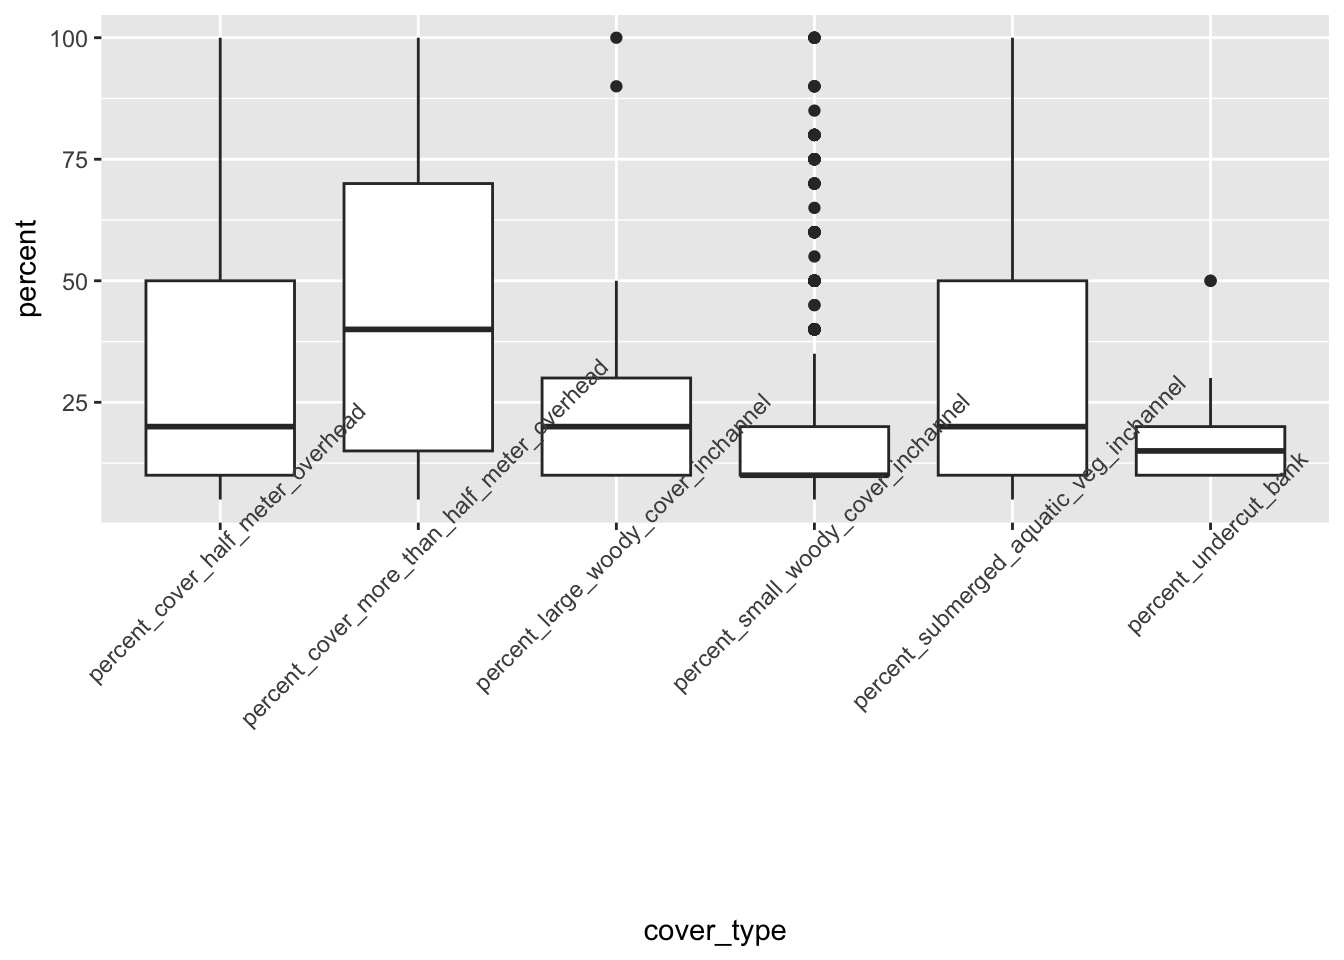 100
75
50
25
percent
percent_cover_half_meter_overhead
percent_cover_more_than_half_meter_overhead
percent_large_woody_cover_inchannel
percent_small_woody_cover_inchannel
percent_submerged_aquatic_veg_inchannel
percent_undercut_bank
cover_type